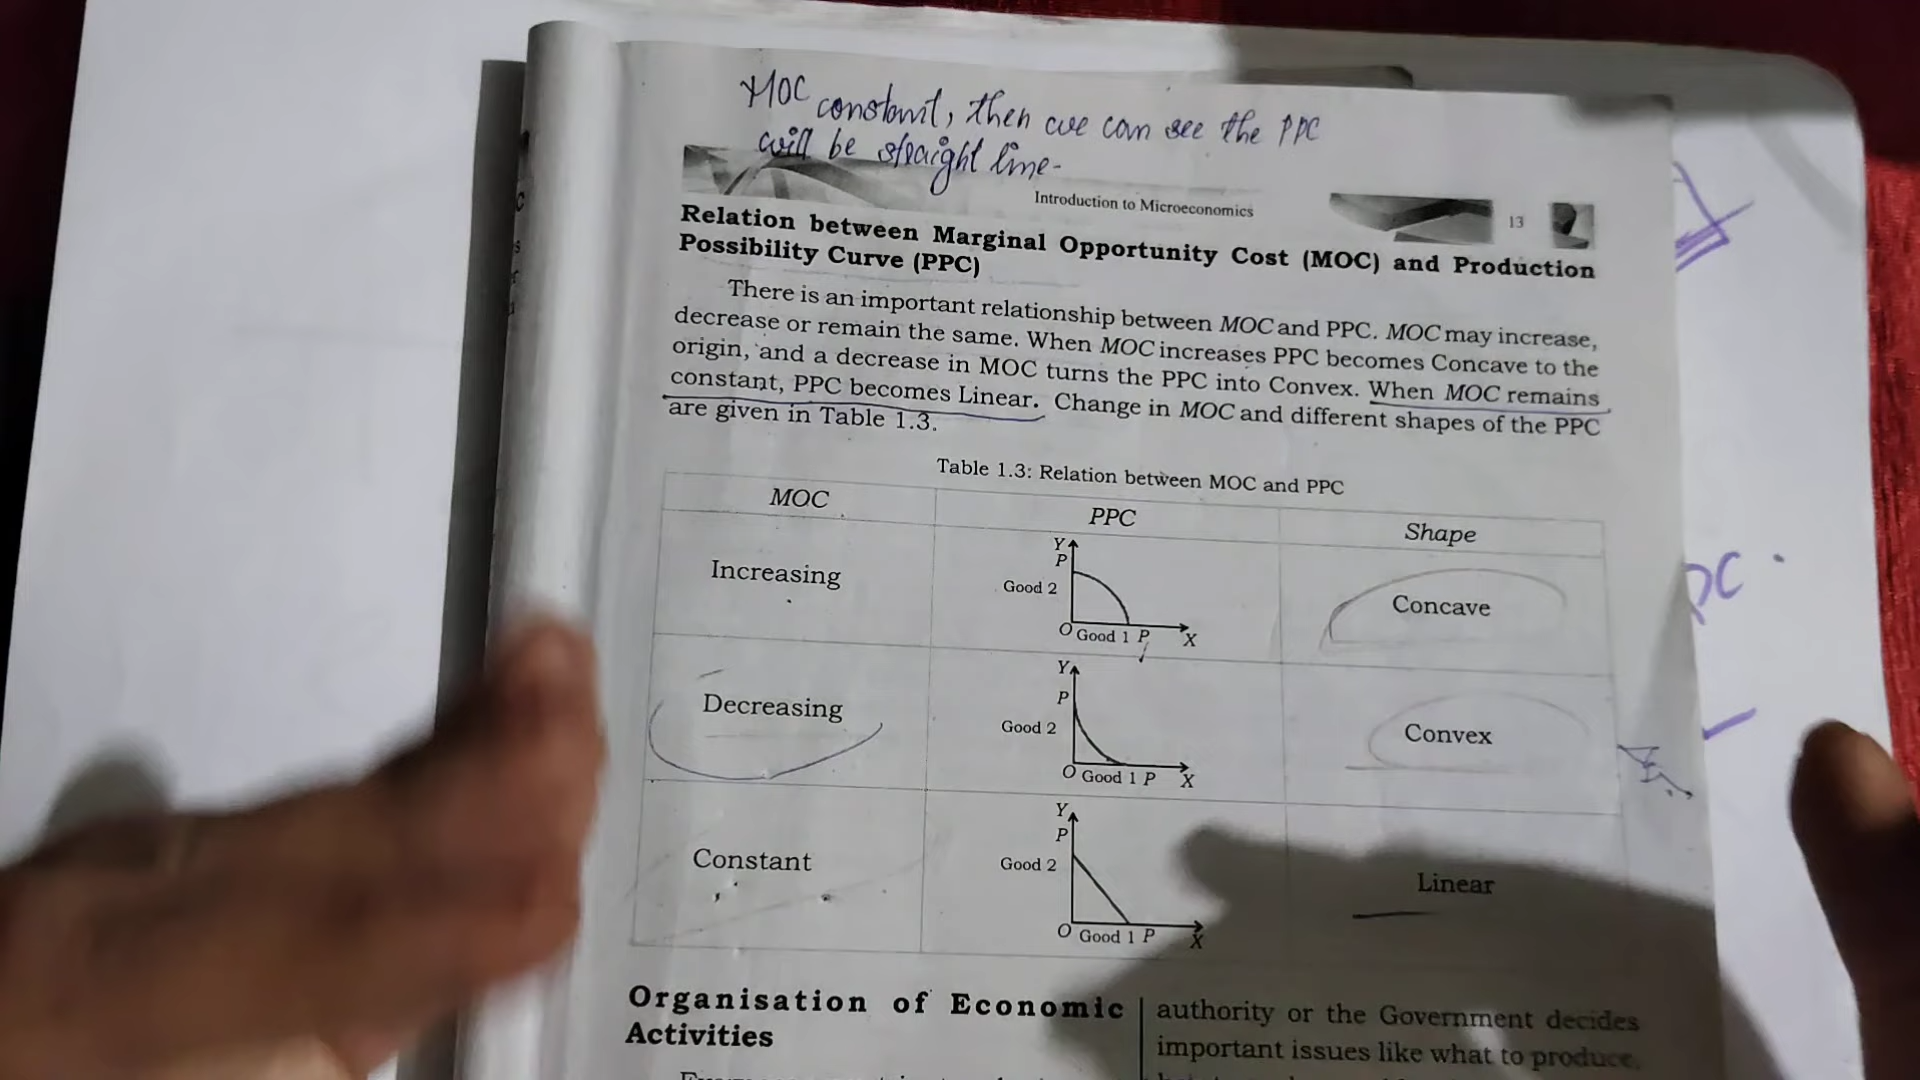 MOC constant, then we can see the PPC
will be straight line-
Introduction to Microeconomics
13
Relation between Marginal Opportunity Cost (MOC) and Production
Possibility Curve (PPC)
There is an important relationship between MOC and PPC. MOC may increase,
decrease or remain the same. When MOC increases PPC becomes Concave to the
origin, and a decrease in MOC turns the PPC into Convex. When MOC remains
constant, PPC becomes Linear. Change in MOC and different shapes of the PPC
are given in Table 1.3.
Table 1.3: Relation between MOC and PPC
MOC PPC Shape
Increasing
Y
P
Good 2
O Good 1 P X
Concave
Decreasing
Y
P
Good 2
O Good 1 P X
Convex
Constant
Y
P
Good 2
O Good 1 P X
Linear
Organisation of Economic
Activities
authority or the Government decides
important issues like what to produce,